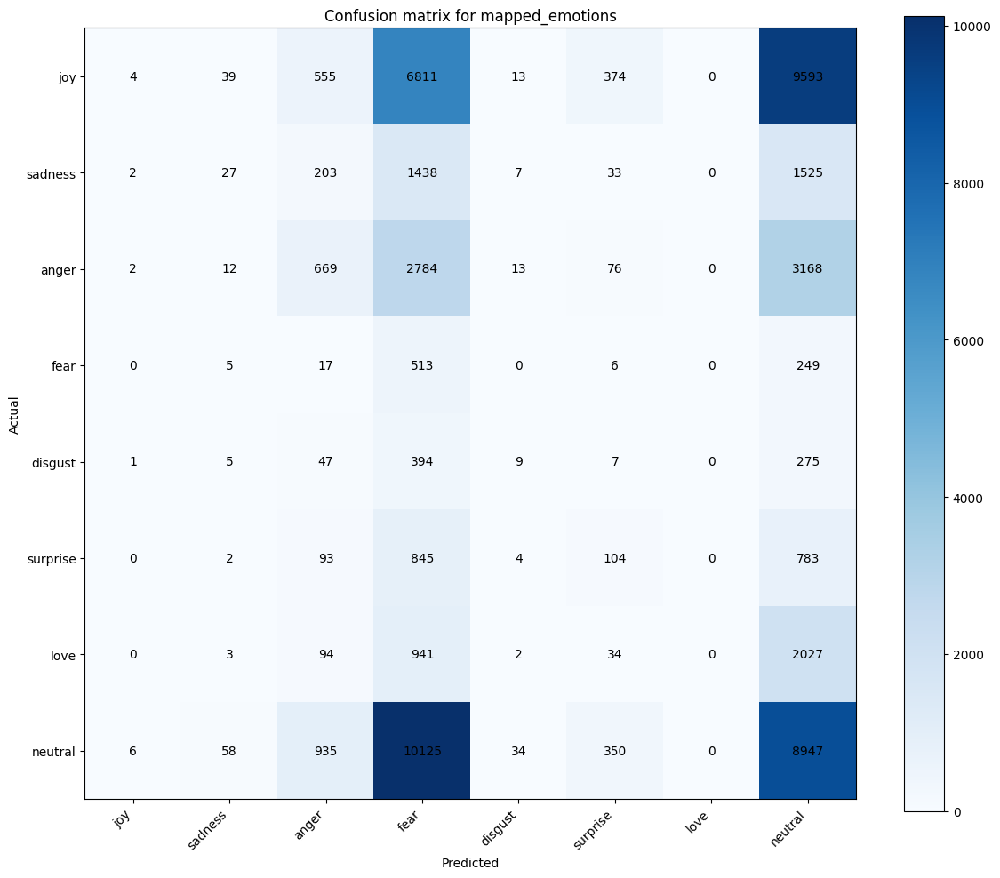 Confusion matrix for mapped_emotions
joy 4 39 555 6811 13 374 0 9593
sadness 2 27 203 1438 7 33 0 1525
anger 2 12 669 2784 13 76 0 3168
fear 0 5 17 513 0 6 0 249
disgust 1 5 47 394 9 7 0 275
surprise 0 2 93 845 4 104 0 783
love 0 3 94 941 2 34 0 2027
neutral 6 58 935 10125 34 350 0 8947
Actual
joy sadness anger fear disgust surprise love neutral
Predicted
10000
8000
6000
4000
2000
0